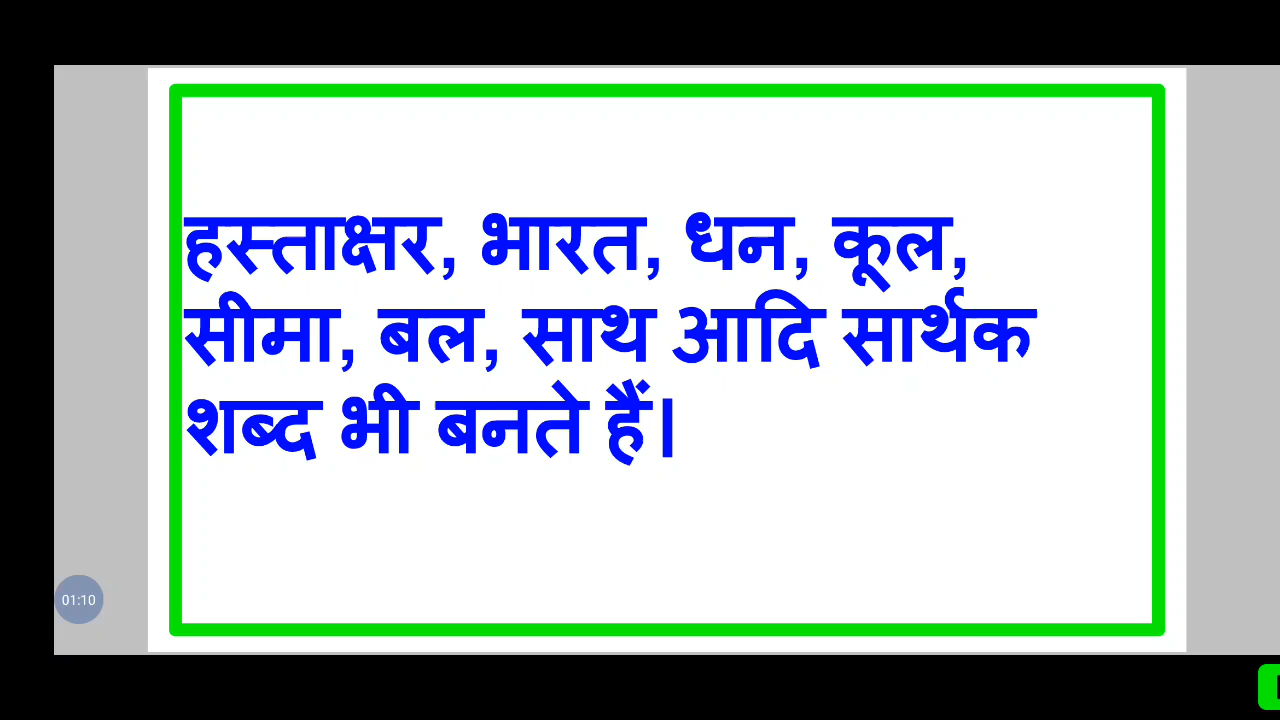 हस्ताक्षर, भारत, धन, कूल,
सीमा, बल, साथ आदि सार्थक
शब्द भी बनते हैं।
01:10